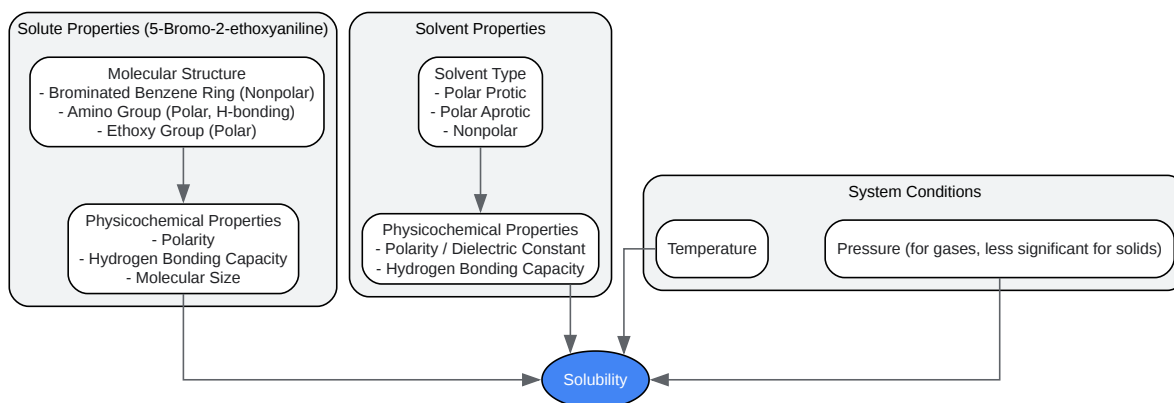 Solute Properties (5-Bromo-2-ethoxyaniline)
Molecular Structure
- Brominated Benzene Ring (Nonpolar)
- Amino Group (Polar, H-bonding)
- Ethoxy Group (Polar)
Physicochemical Properties
- Polarity
- Hydrogen Bonding Capacity
- Molecular Size
Solvent Properties
Solvent Type
- Polar Protic
- Polar Aprotic
- Nonpolar
Physicochemical Properties
- Polarity / Dielectric Constant
- Hydrogen Bonding Capacity
System Conditions
Temperature
Pressure (for gases, less significant for solids)
Solubility